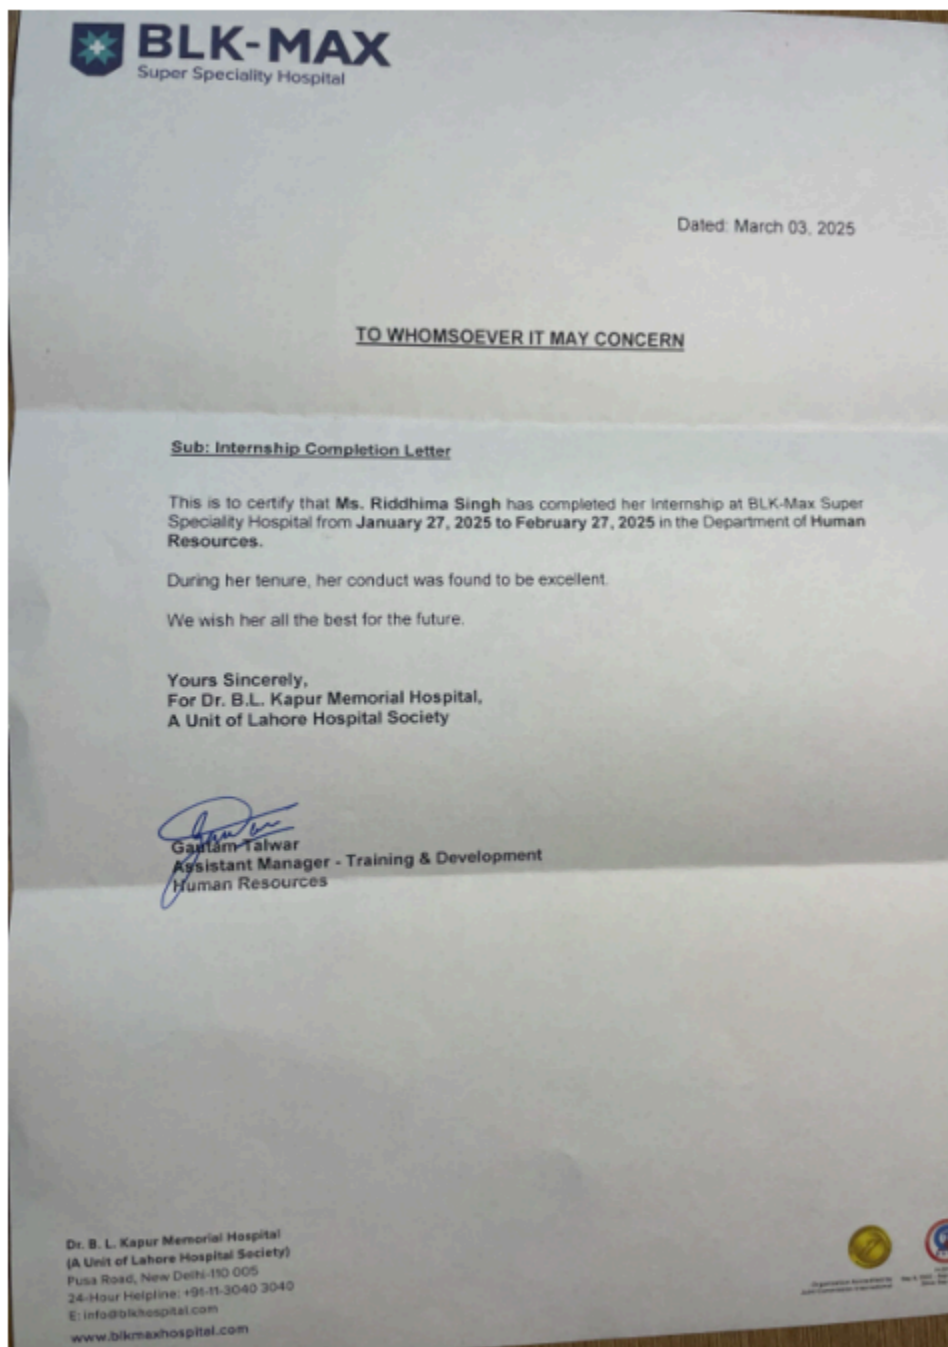 BLK-MAX
Super Speciality Hospital
Dated: March 03, 2025
TO WHOMSOEVER IT MAY CONCERN
Sub: Internship Completion Letter
This is to certify that Ms. Riddhima Singh has completed her Internship at BLK-Max Super
Speciality Hospital from January 27, 2025 to February 27, 2025 in the Department of Human
Resources.
During her tenure, her conduct was found to be excellent.
We wish her all the best for the future.
Yours Sincerely,
For Dr. B.L. Kapur Memorial Hospital,
A Unit of Lahore Hospital Society
Gautam Talwar
Assistant Manager - Training & Development
Human Resources
Dr. B. L. Kapur Memorial Hospital
(A Unit of Lahore Hospital Society)
Pusa Road, New Delhi-110 005
24-Hour Helpline: +91-11-3040 3040
E: info@blkhospital.com
www.blkmaxhospital.com
Organization Accredited by
Joint Commission International